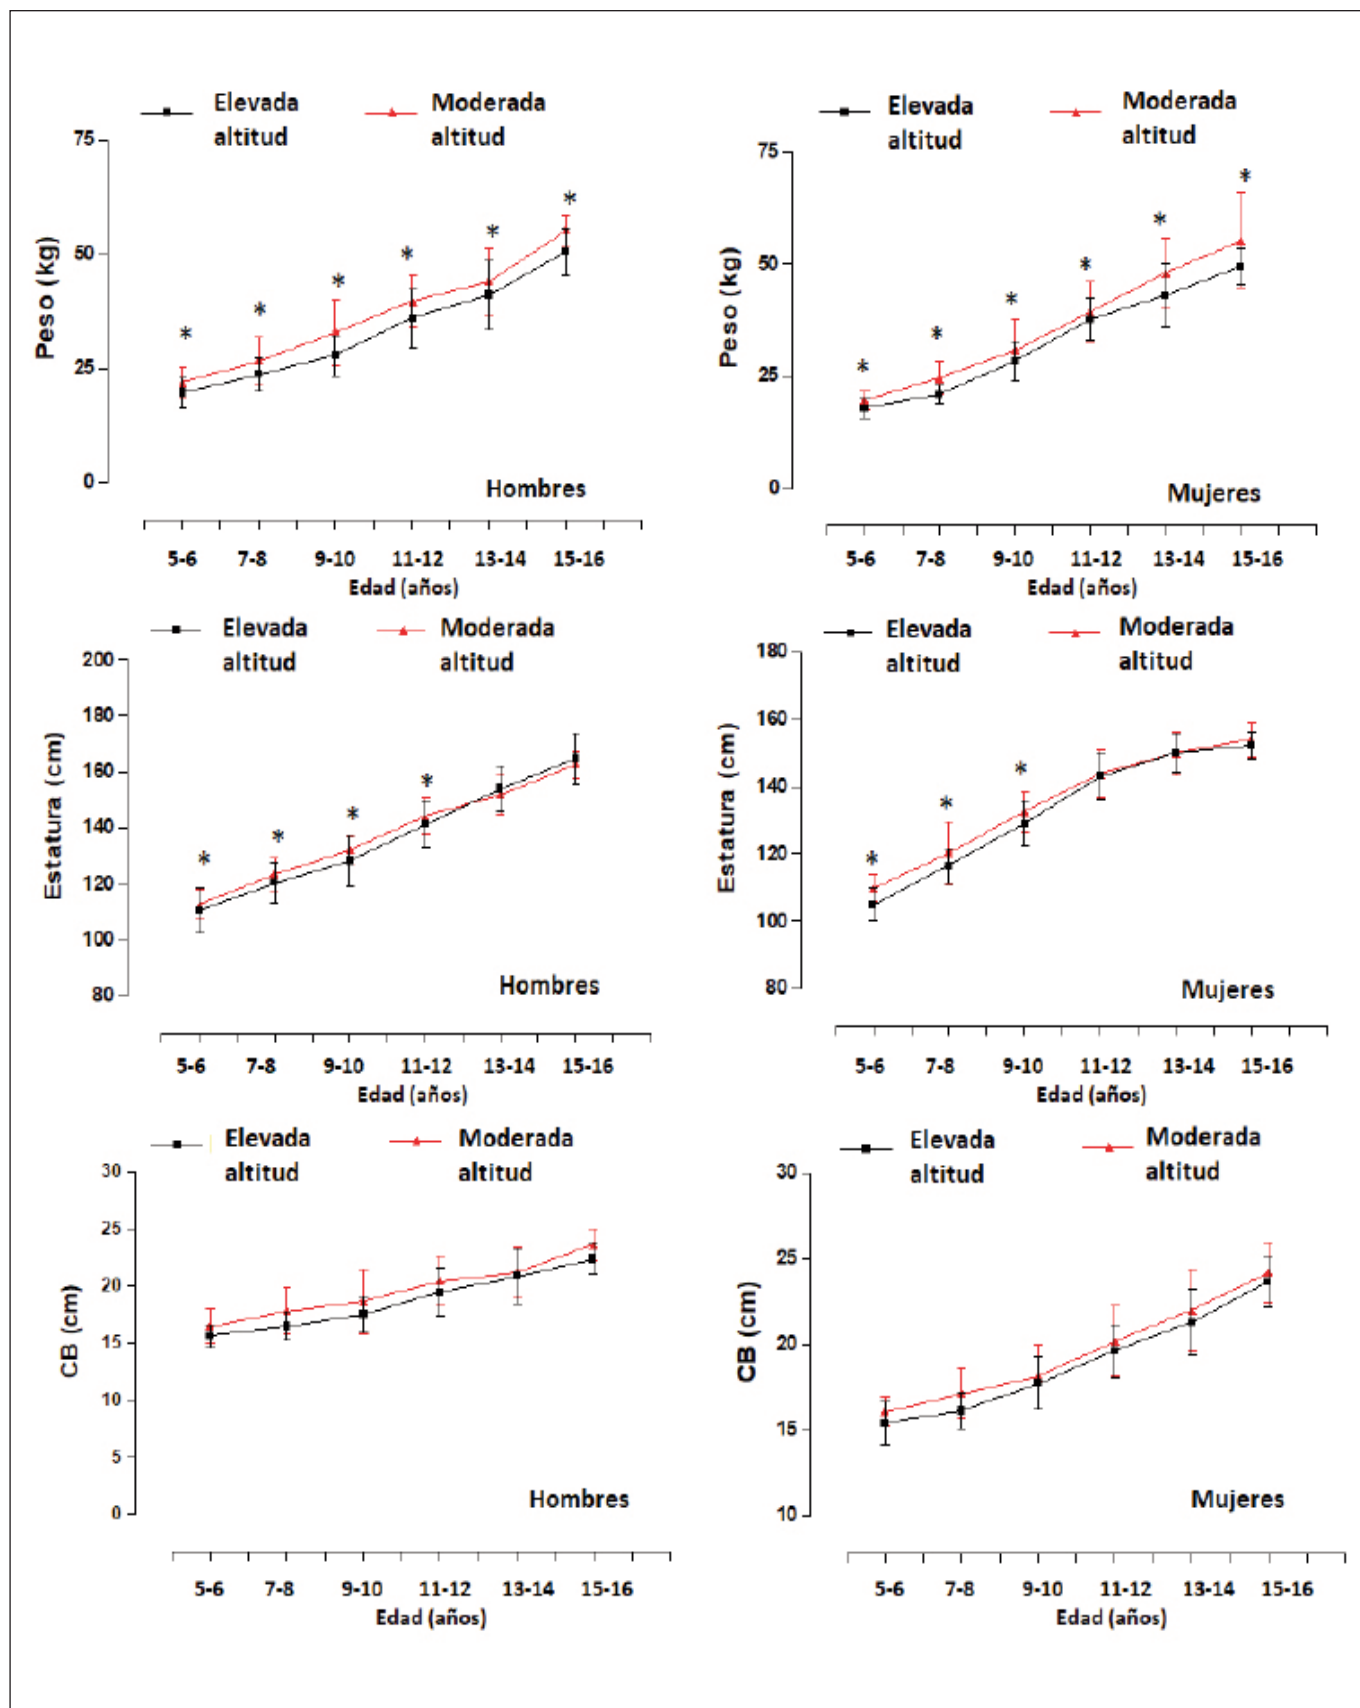 Elevada altitud
Moderada altitud
75
50
25
0
Peso (kg)
* * * * * *
Hombres
5-6 7-8 9-10 11-12 13-14 15-16
Edad (años)
Elevada altitud
Moderada altitud
75
50
25
0
Peso (kg)
* * * * * *
Mujeres
5-6 7-8 9-10 11-12 13-14 15-16
Edad (años)
Elevada altitud
Moderada altitud
200
180
160
140
120
100
80
Estatura (cm)
* * * *
Hombres
5-6 7-8 9-10 11-12 13-14 15-16
Edad (años)
Elevada altitud
Moderada altitud
180
160
140
120
100
80
Estatura (cm)
* * *
Mujeres
5-6 7-8 9-10 11-12 13-14 15-16
Edad (años)
Elevada altitud
Moderada altitud
30
25
20
15
10
5
0
CB (cm)
Hombres
5-6 7-8 9-10 11-12 13-14 15-16
Edad (años)
Elevada altitud
Moderada altitud
30
25
20
15
10
CB (cm)
Mujeres
5-6 7-8 9-10 11-12 13-14 15-16
Edad (años)